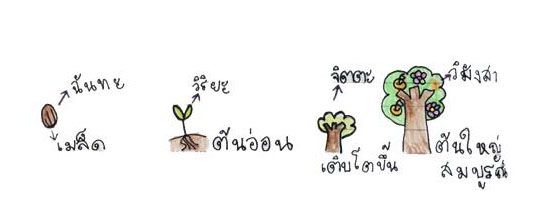 ฉันทะ
เมล็ด
วิริยะ
ต้นอ่อน
จิตตะ
เติบโตขึ้น
วิมังสา
ต้นใหญ่
สมบูรณ์